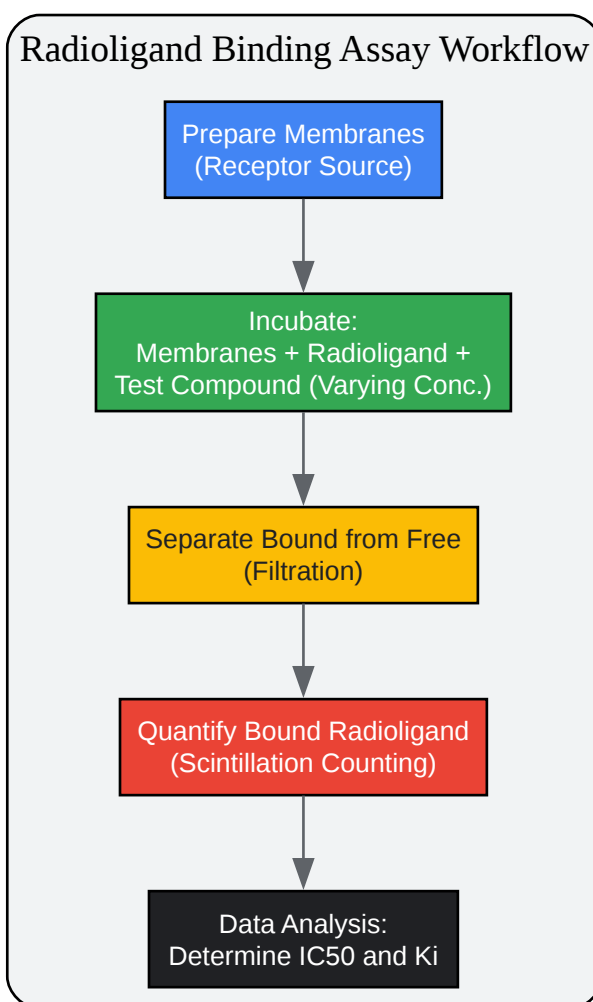 Radioligand Binding Assay Workflow
Prepare Membranes
(Receptor Source)
Incubate:
Membranes + Radioligand +
Test Compound (Varying Conc.)
Separate Bound from Free
(Filtration)
Quantify Bound Radioligand
(Scintillation Counting)
Data Analysis:
Determine IC50 and Ki